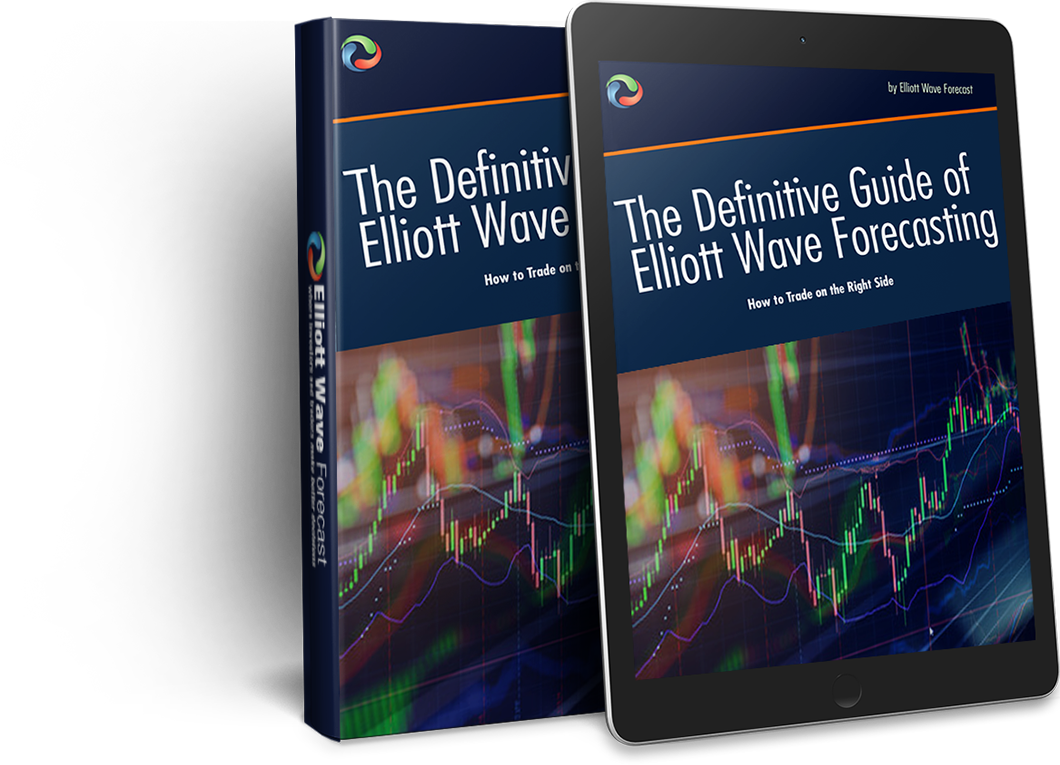 The Definitiv
Elliott Wave
How to Trade on t
Elliott Wave Forecast
by Elliott Wave Forecast
The Definitive Guide of
Elliott Wave Forecasting
How to Trade on the Right Side